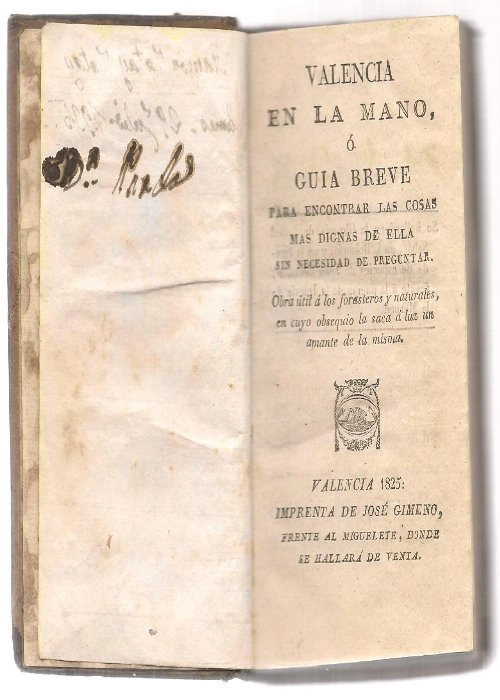 Dn
VALENCIA
EN LA MANO,
ó
GUIA BREVE
PARA ENCONTRAR LAS COSAS
MAS DIGNAS DE ELLA
SIN NECESIDAD DE PREGUNTAR.
Obra útil á los forasteros y naturales,
en cuyo obsequio la saca á luz un
amante de la misma.
VALENCIA 1825:
IMPRENTA DE JOSÉ GIMENO,
FRENTE AL MIGUELETE, DONDE
SE HALLARÁ DE VENTA.